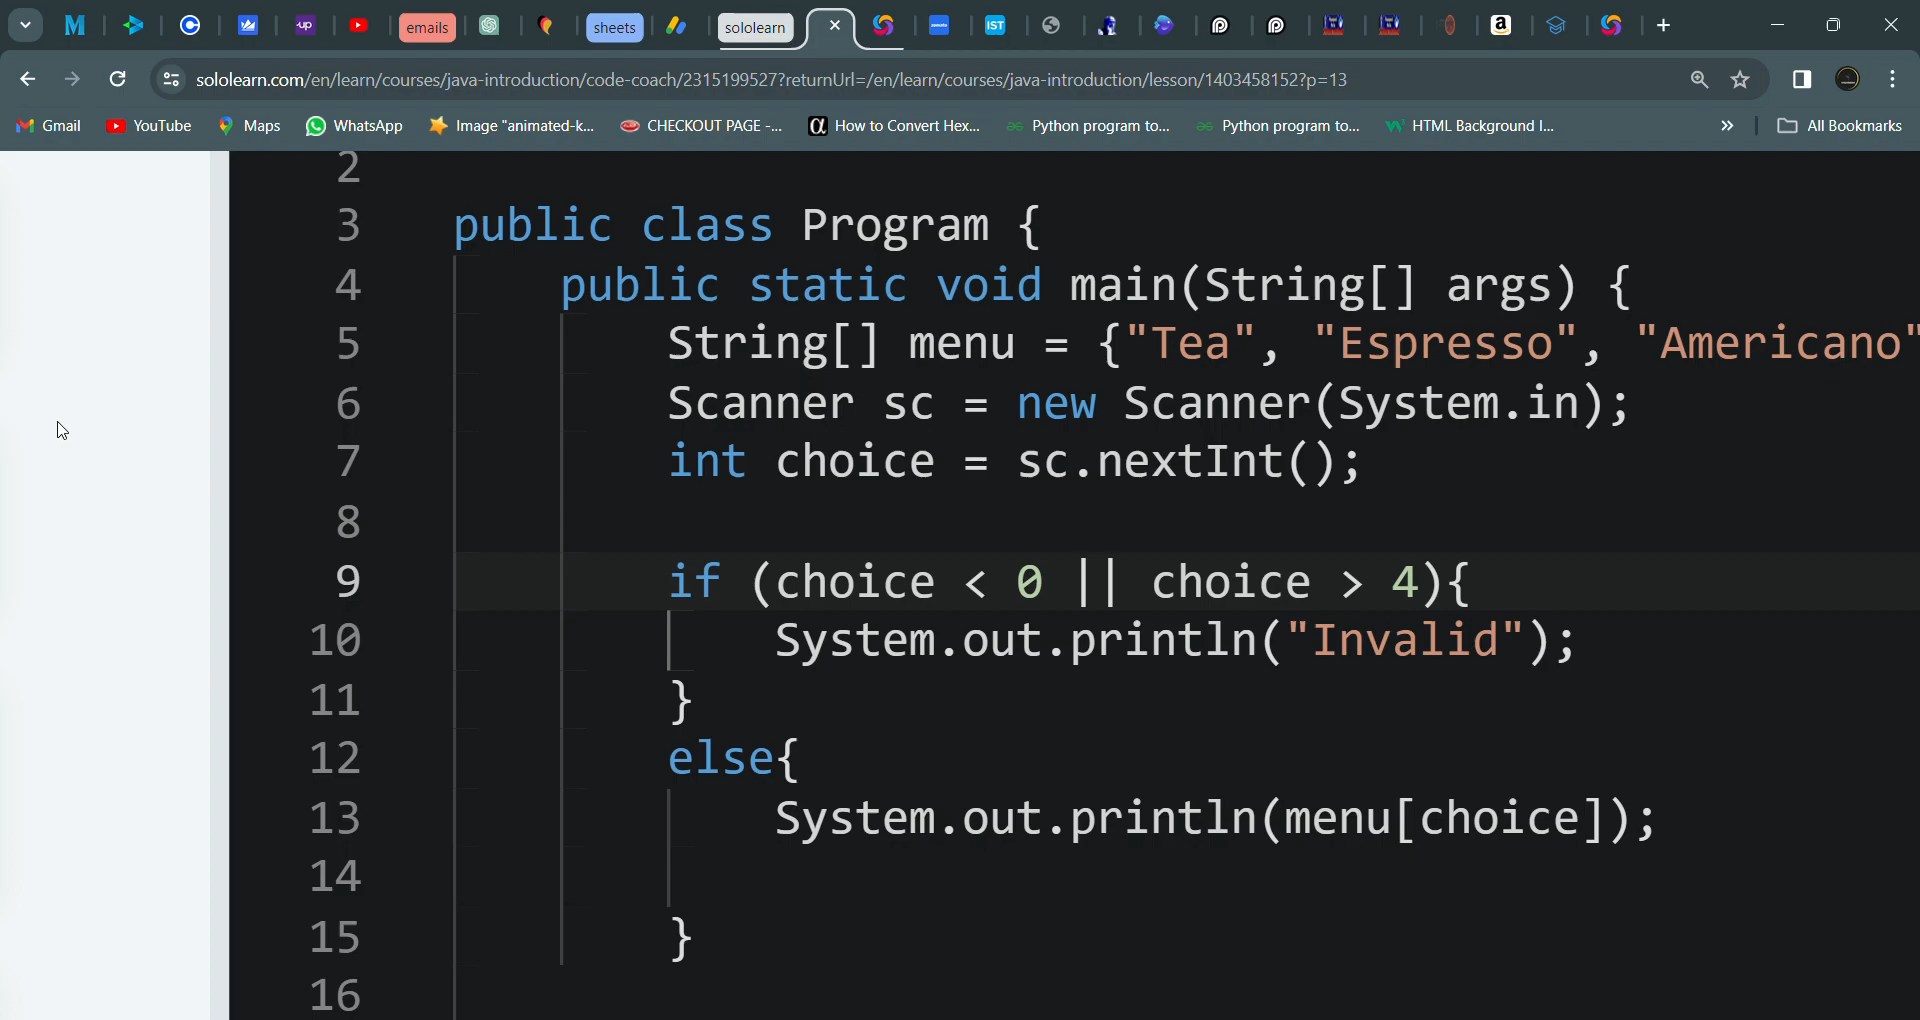 emails
sheets
sololearn
sololearn.com/en/learn/courses/java-introduction/code-coach/2315199527?returnUrl=/en/learn/courses/java-introduction/lesson/1403458152?p=13
Gmail YouTube Maps WhatsApp Image "animated-k... CHECKOUT PAGE -... How to Convert Hex... Python program to... Python program to... HTML Background I... » All Bookmarks
2
3 public class Program {
4 public static void main(String[] args) {
5 String[] menu = {"Tea", "Espresso", "Americano"
6 Scanner sc = new Scanner(System.in);
7 int choice = sc.nextInt();
8
9 if (choice < 0 || choice > 4){
10 System.out.println("Invalid");
11 }
12 else{
13 System.out.println(menu[choice]);
14
15 }
16